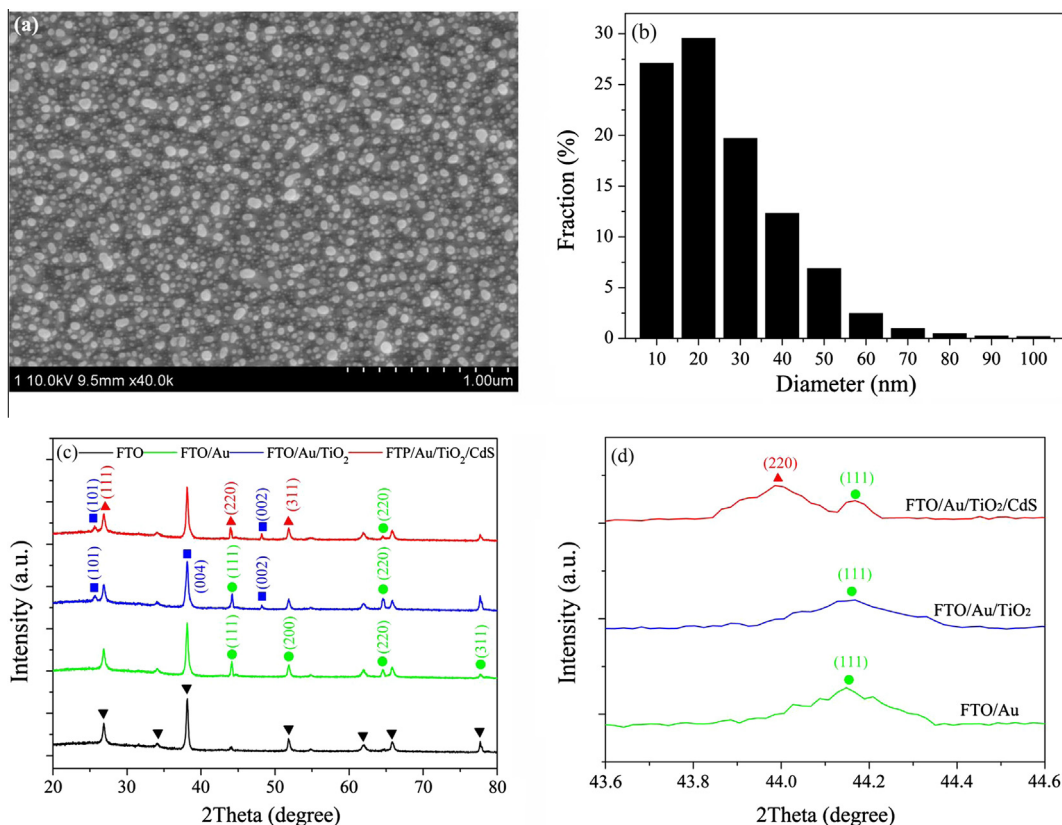 (a)
1 10.0kV 9.5mm x40.0k
1.00um
(b)
Fraction (%)
30
25
20
15
10
5
0
10 20 30 40 50 60 70 80 90 100
Diameter (nm)
(c)
FTO FTO/Au FTO/Au/TiO₂ FTP/Au/TiO₂/CdS
(101) (111) (220) (002) (311) (220)
(101) (004) (111) (002) (220)
(111) (200) (220) (311)
Intensity (a.u.)
20 30 40 50 60 70 80
2Theta (degree)
(d)
(220) (111)
FTO/Au/TiO₂/CdS
(111)
FTO/Au/TiO₂
(111)
FTO/Au
Intensity (a.u.)
43.6 43.8 44.0 44.2 44.4 44.6
2Theta (degree)